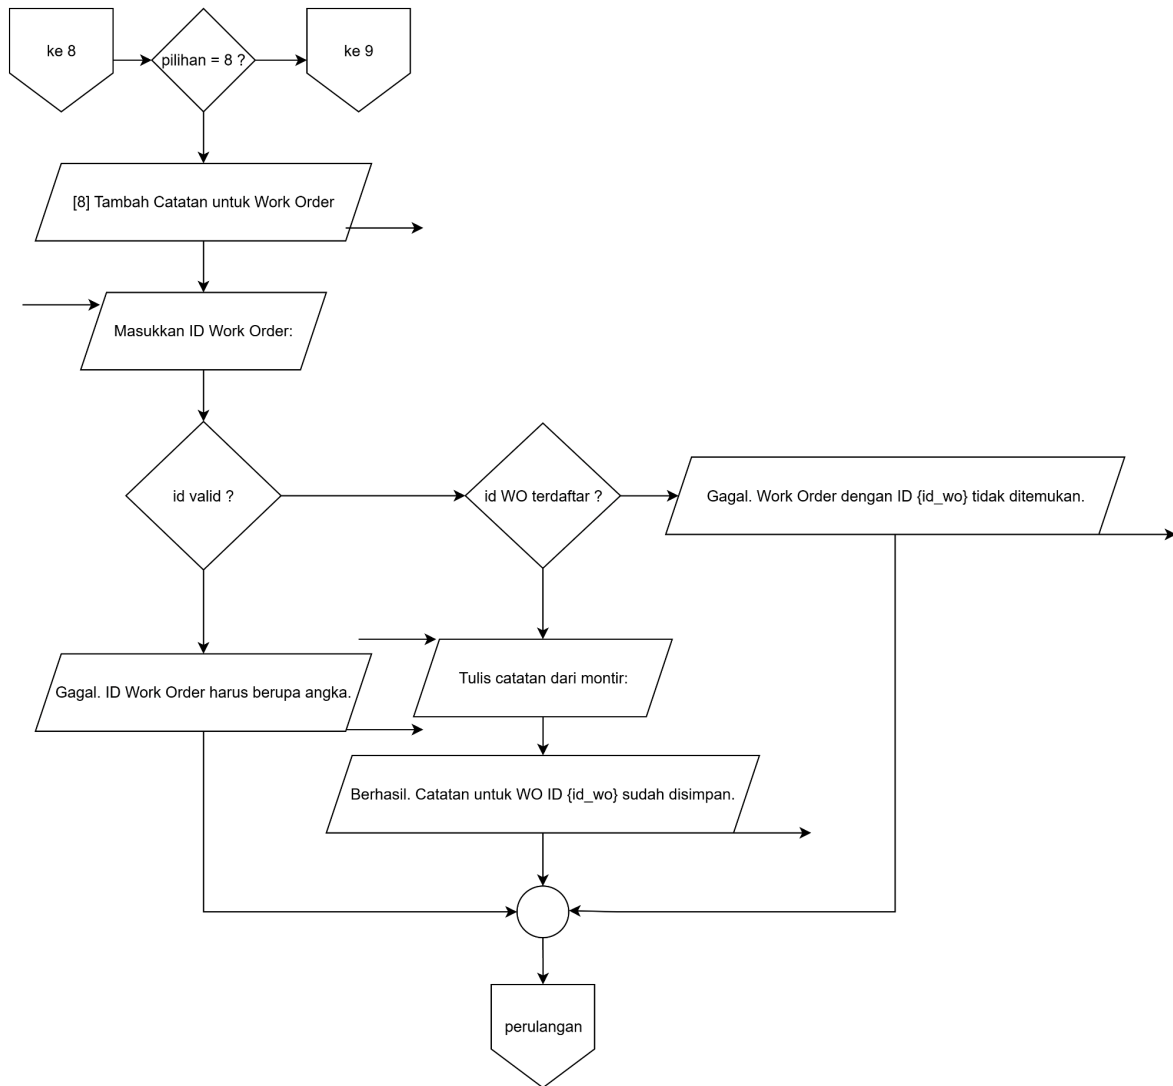 ke 8
pilihan = 8 ?
ke 9
[8] Tambah Catatan untuk Work Order
Masukkan ID Work Order:
id valid ?
id WO terdaftar ?
Gagal. Work Order dengan ID {id_wo} tidak ditemukan.
Gagal. ID Work Order harus berupa angka.
Tulis catatan dari montir:
Berhasil. Catatan untuk WO ID {id_wo} sudah disimpan.
perulangan